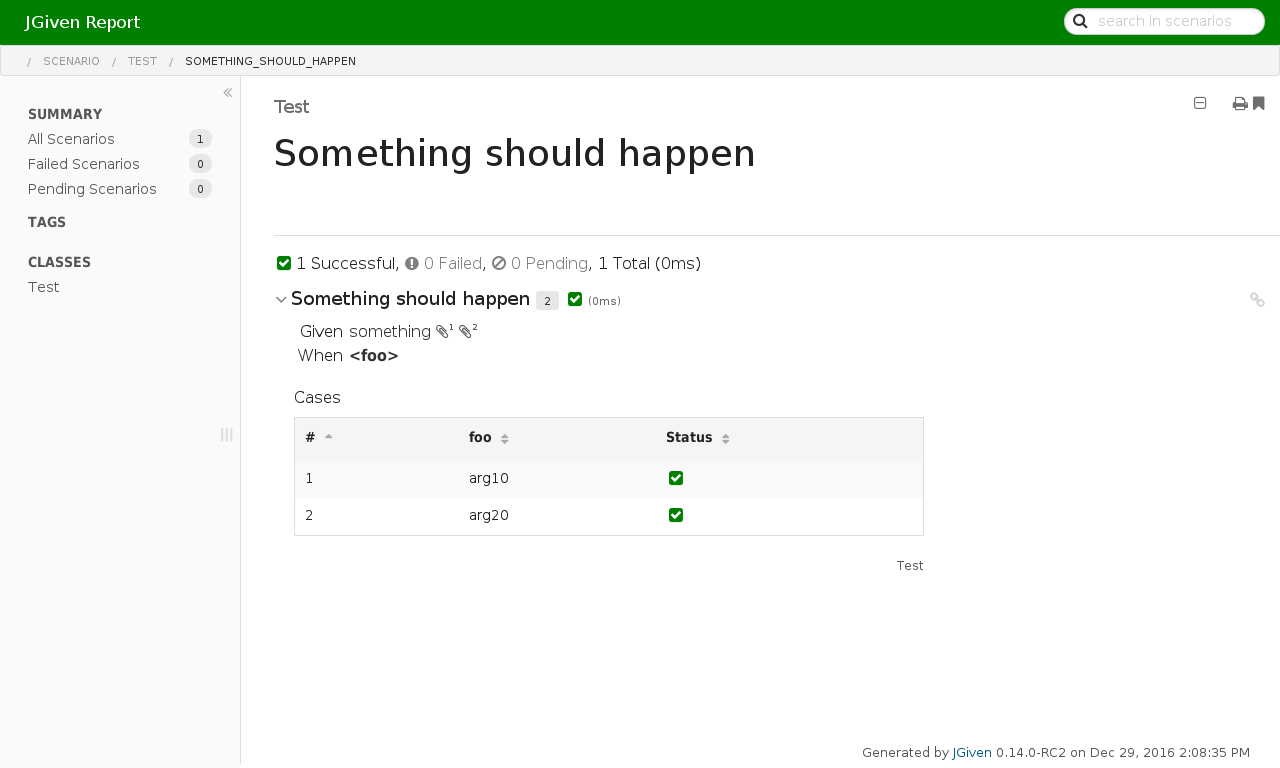 JGiven Report
search in scenarios
/ SCENARIO / TEST / SOMETHING_SHOULD_HAPPEN
«
SUMMARY
All Scenarios 1
Failed Scenarios 0
Pending Scenarios 0
TAGS
CLASSES
Test
Test
Something should happen
1 Successful, 0 Failed, 0 Pending, 1 Total (0ms)
Something should happen 2 (0ms)
Given something 1 2
When <foo>
Cases
# foo Status
1 arg10
2 arg20
Test
Generated by JGiven 0.14.0-RC2 on Dec 29, 2016 2:08:35 PM